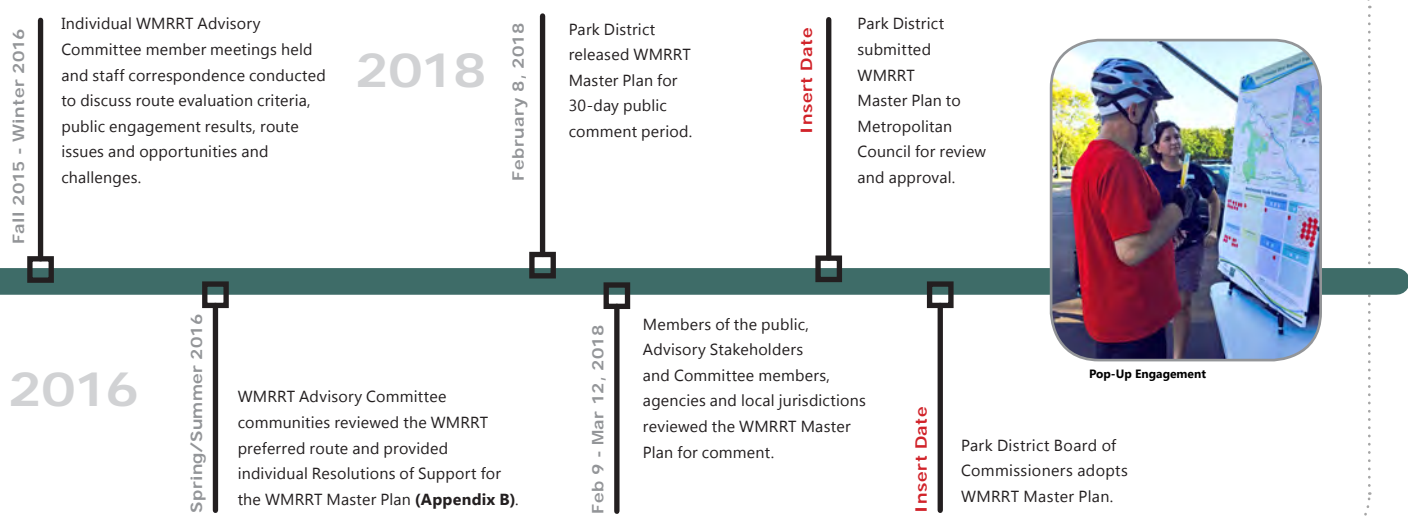 Fall 2015 - Winter 2016
Individual WMRRT Advisory
Committee member meetings held
and staff correspondence conducted
to discuss route evaluation criteria,
public engagement results, route
issues and opportunities and
challenges.
2018
February 8, 2018
Park District
released WMRRT
Master Plan for
30-day public
comment period.
Insert Date
Park District
submitted
WMRRT
Master Plan to
Metropolitan
Council for review
and approval.
2016
Spring/Summer 2016
WMRRT Advisory Committee
communities reviewed the WMRRT
preferred route and provided
individual Resolutions of Support for
the WMRRT Master Plan (Appendix B).
Feb 9 - Mar 12, 2018
Members of the public,
Advisory Stakeholders
and Committee members,
agencies and local jurisdictions
reviewed the WMRRT Master
Plan for comment.
Insert Date
Park District Board of
Commissioners adopts
WMRRT Master Plan.
Pop-Up Engagement